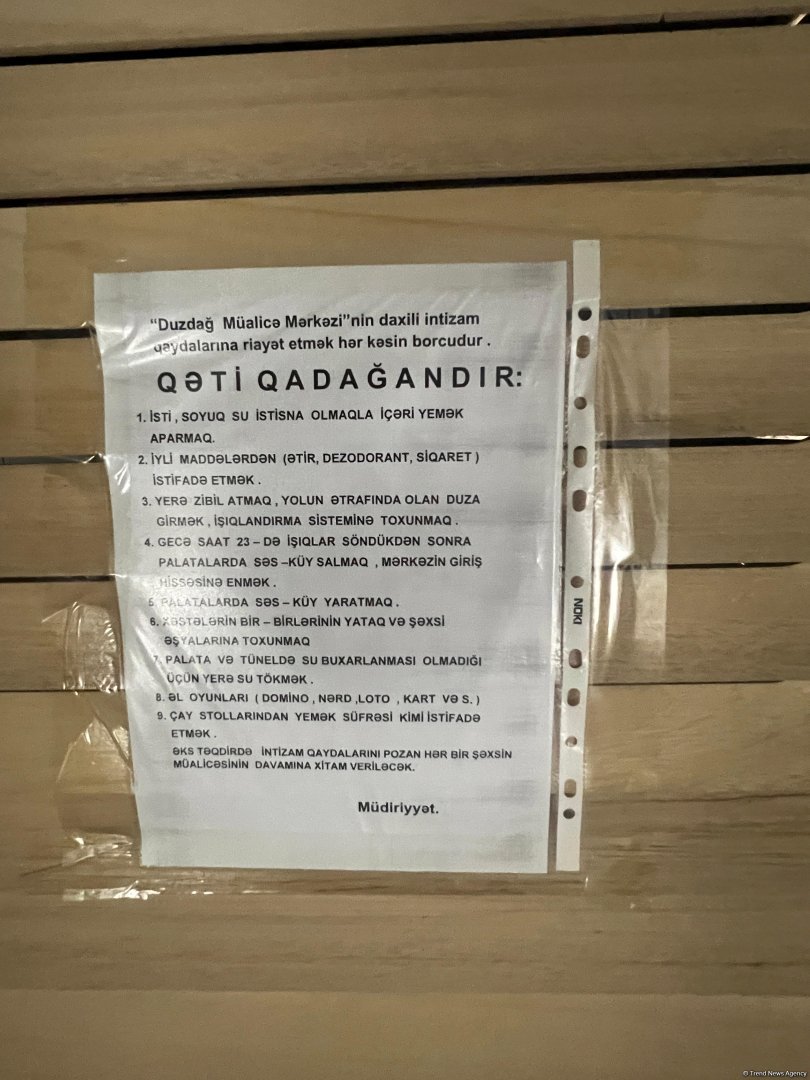 “Duzdağ Müalicə Mərkəzi”nin daxili intizam
qaydalarına riayət etmək hər kəsin borcudur .
QƏTİ QADAĞANDIR:
1. İSTİ , SOYUQ SU İSTİSNA OLMAQLA İÇƏRİ YEMƏK
APARMAQ.
2. İYLİ MADDƏLƏRDƏN (ƏTİR, DEZODORANT, SİQARET )
İSTİFADƏ ETMƏK .
3. YERƏ ZİBİL ATMAQ , YOLUN ƏTRAFINDA OLAN DUZA
GİRMƏK , İŞIQLANDIRMA SİSTEMİNƏ TOXUNMAQ .
4. GECƏ SAAT 23 – DƏ İŞIQLAR SÖNDÜKDƏN SONRA
PALATALARDA SƏS –KÜY SALMAQ , MƏRKƏZİN GİRİŞ
HİSSƏSİNƏ ENMƏK .
5. PALATALARDA SƏS – KÜY YARATMAQ .
6. XƏSTƏLƏRİN BİR – BİRLƏRİNİN YATAQ VƏ ŞƏXSİ
ƏŞYALARINA TOXUNMAQ
7. PALATA VƏ TÜNELDƏ SU BUXARLANMASI OLMADIĞI
ÜÇÜN YERƏ SU TÖKMƏK .
8. ƏL OYUNLARI ( DOMİNO , NƏRD ,LOTO , KART VƏ S. )
9. ÇAY STOLLARINDAN YEMƏK SÜFRƏSİ KİMİ İSTİFADƏ
ETMƏK .
ƏKS TƏQDİRDƏ İNTİZAM QAYDALARINI POZAN HƏR BİR ŞƏXSİN
MÜALİCƏSİNİN DAVAMINA XİTAM VERİLƏCƏK.
Müdiriyyət.
NOKI
© Trend News Agency